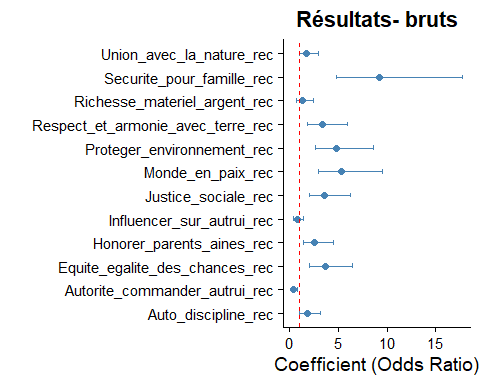 Résultats- bruts
Union_avec_la_nature_rec
Securite_pour_famille_rec
Richesse_materiel_argent_rec
Respect_et_armonie_avec_terre_rec
Proteger_environnement_rec
Monde_en_paix_rec
Justice_sociale_rec
Influencer_sur_autrui_rec
Honorer_parents_aines_rec
Equite_egalite_des_chances_rec
Autorite_commander_autrui_rec
Auto_discipline_rec
0 5 10 15
Coefficient (Odds Ratio)